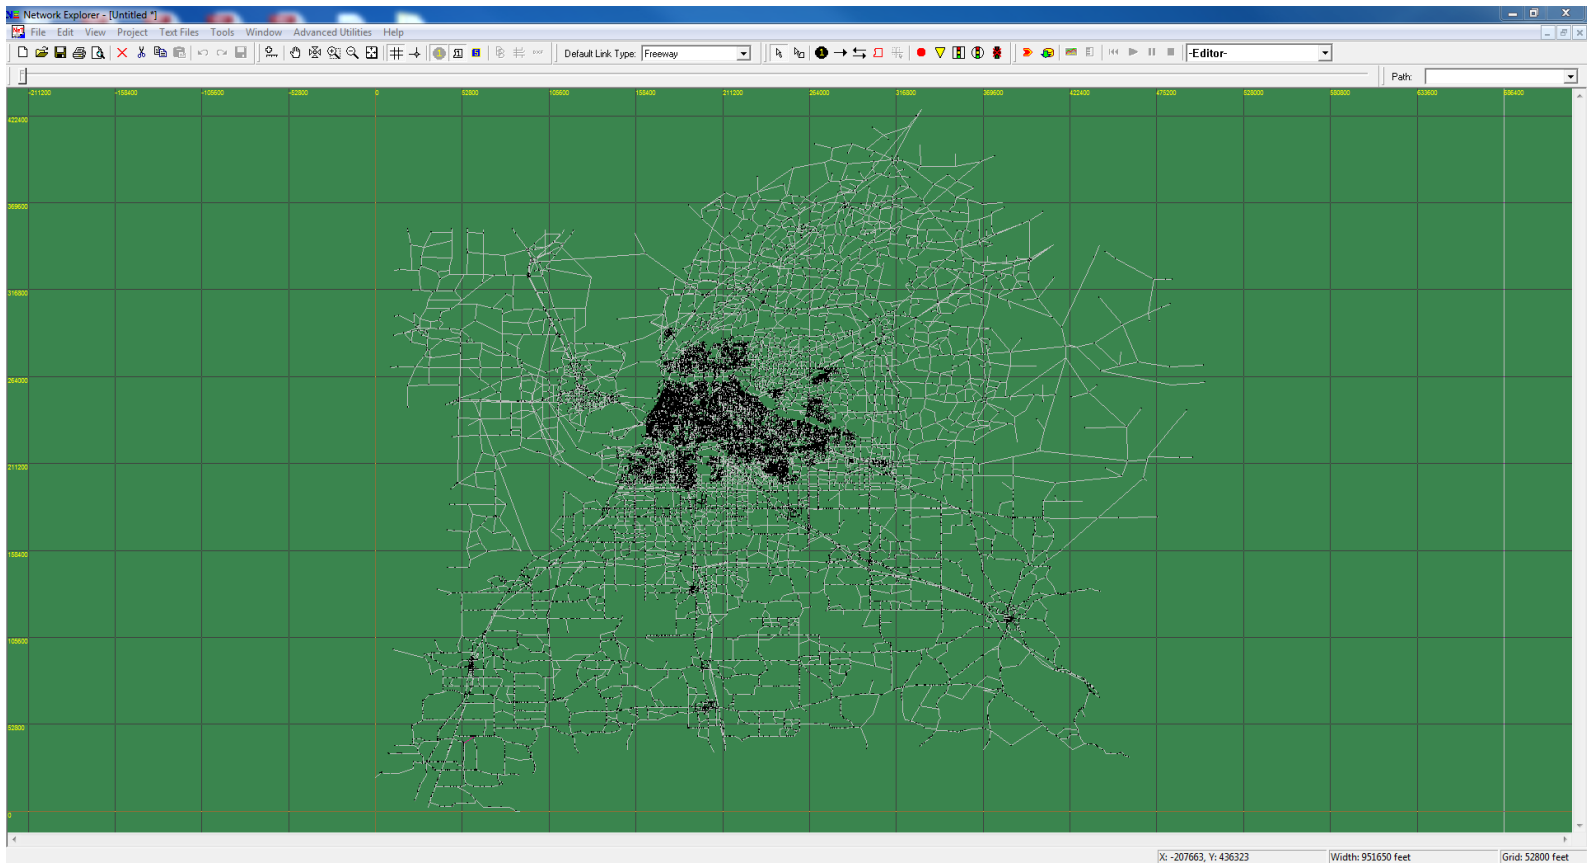 Network Explorer - [Untitled *]
File Edit View Project Text Files Tools Window Advanced Utilities Help
Default Link Type: Freeway -Editor-
Path:
-211200 -158400 -105600 -52800 0 52800 105600 158400 211200 264000 316800 369600 422400 475200 528000 580800 633600 686400
422400
369600
316800
264000
211200
158400
105600
52800
0
X: -207663, Y: 436323 Width: 951650 feet Grid: 52800 feet